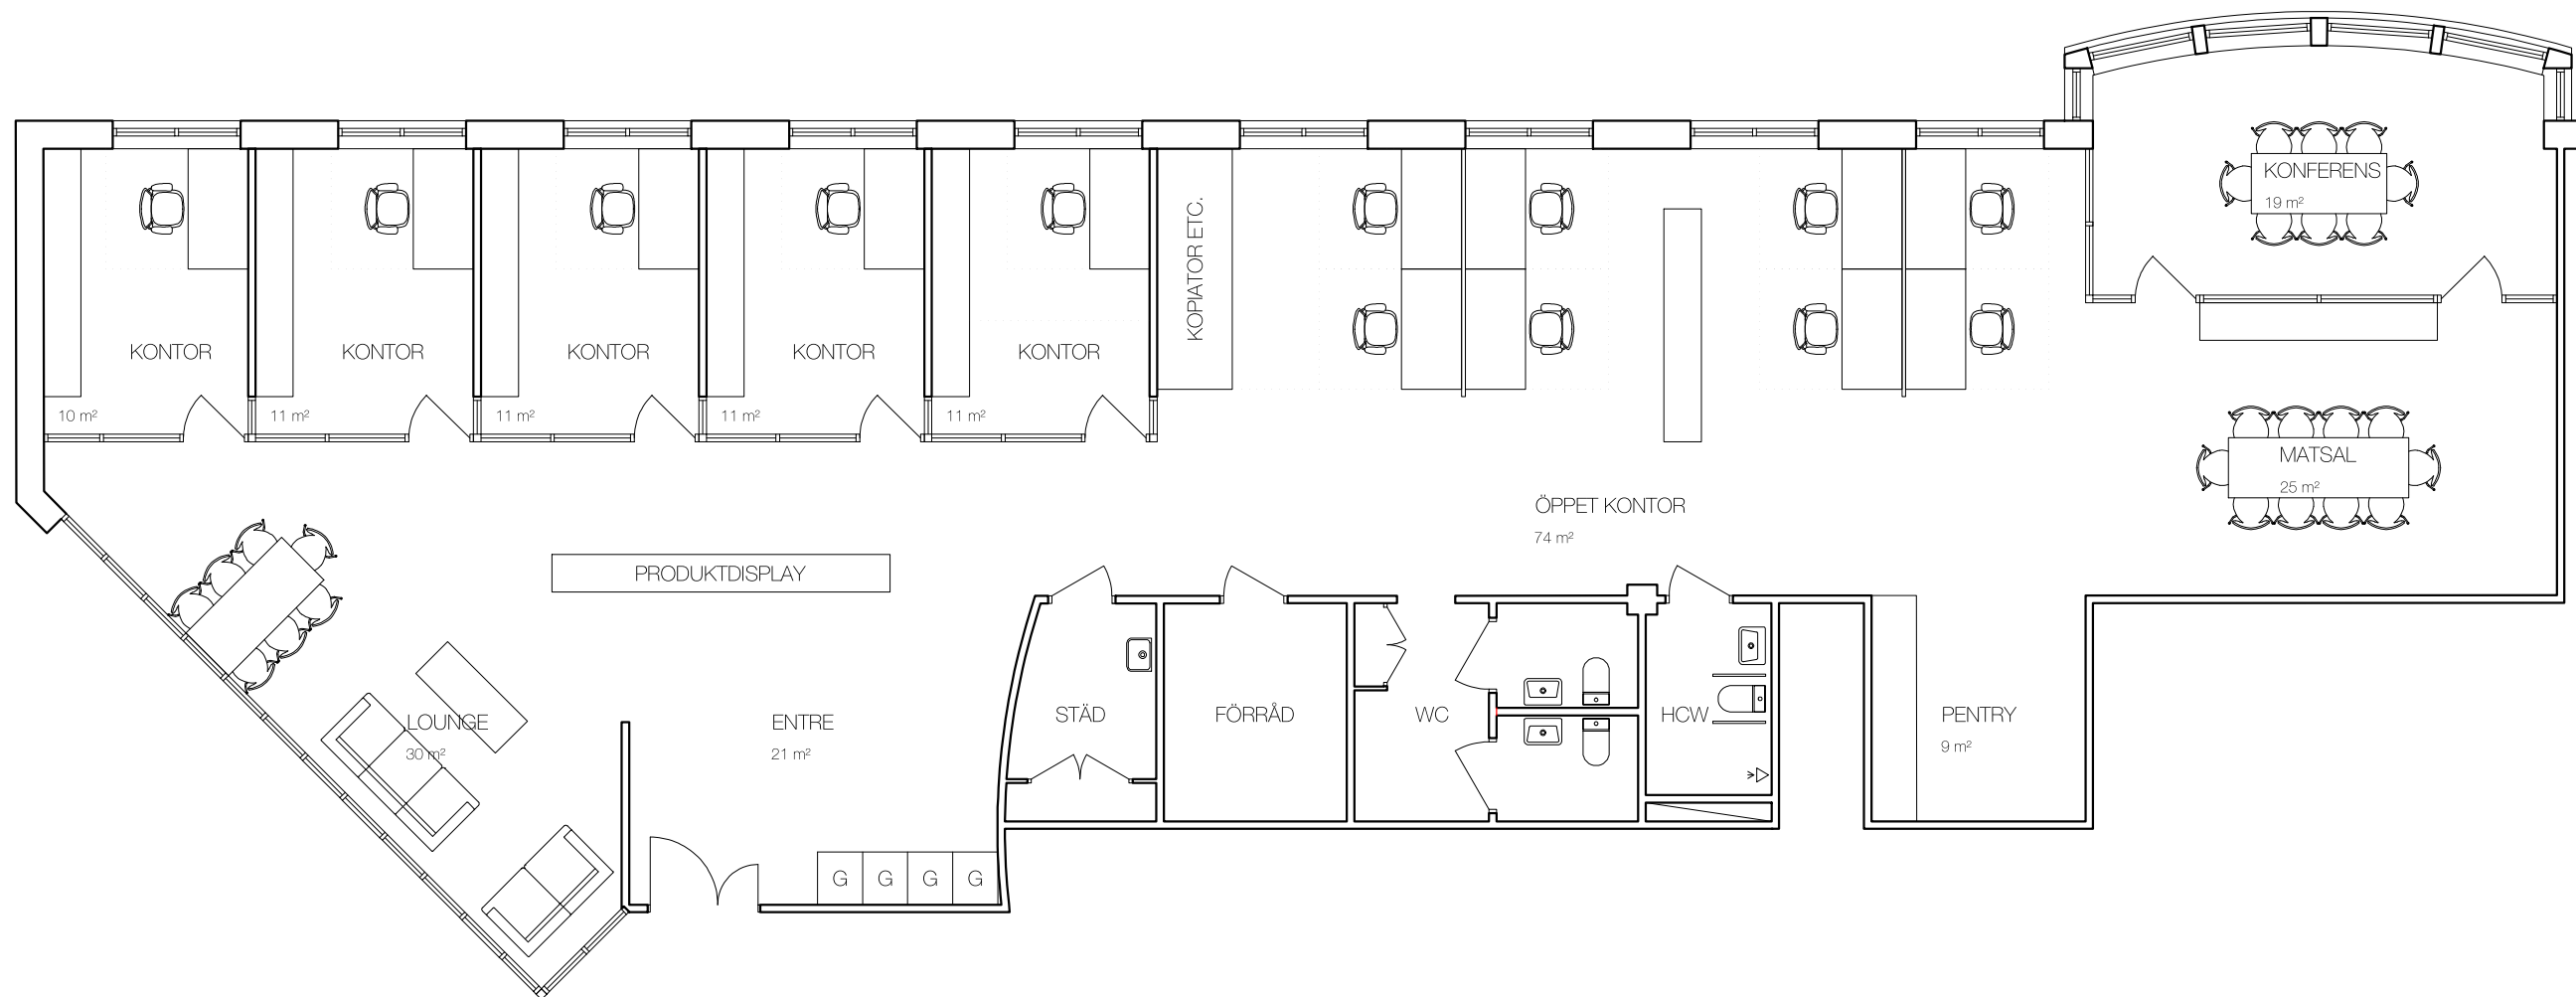 KONFERENS
19 m²
KOPIATOR ETC.
KONTOR
10 m²
KONTOR
11 m²
KONTOR
11 m²
KONTOR
11 m²
KONTOR
11 m²
MATSAL
25 m²
ÖPPET KONTOR
74 m²
PRODUKTDISPLAY
LOUNGE
30 m²
ENTRE
21 m²
STÄD
FÖRRÅD
WC
HCW
PENTRY
9 m²
G G G G